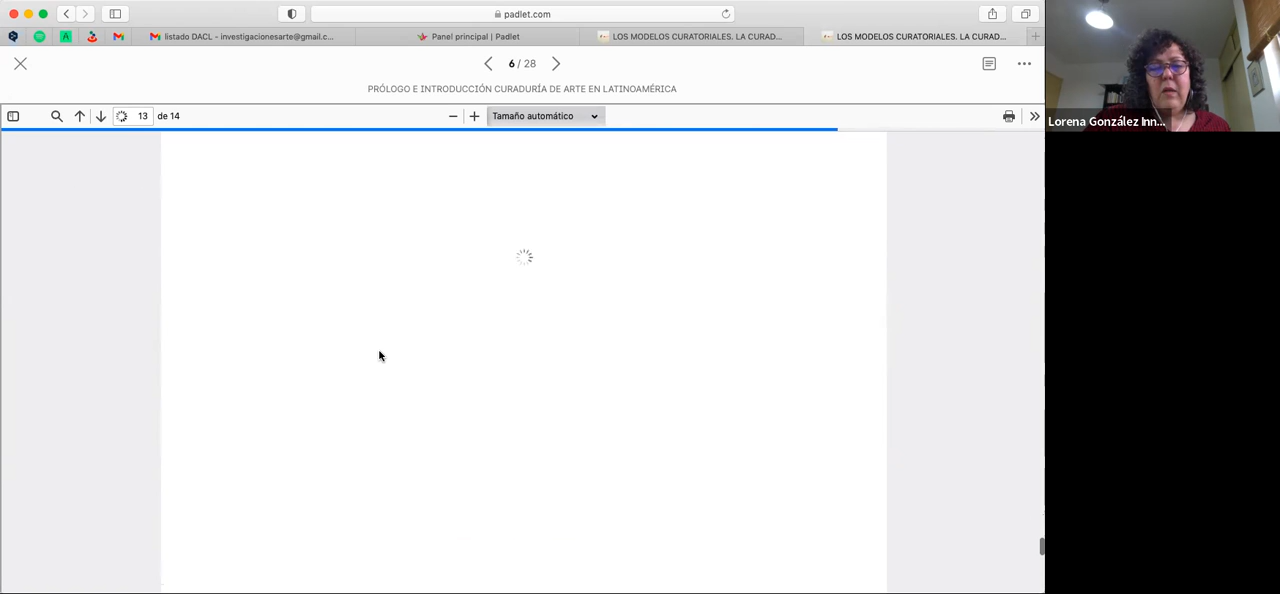 padlet.com
listado DACL - investigacionesarte@gmail.c...
Panel principal | Padlet
LOS MODELOS CURATORIALES. LA CURAD...
LOS MODELOS CURATORIALES. LA CURAD...
6 / 28
PRÓLOGO E INTRODUCCIÓN CURADURÍA DE ARTE EN LATINOAMÉRICA
13 de 14
Tamaño automático
Lorena González Inn...